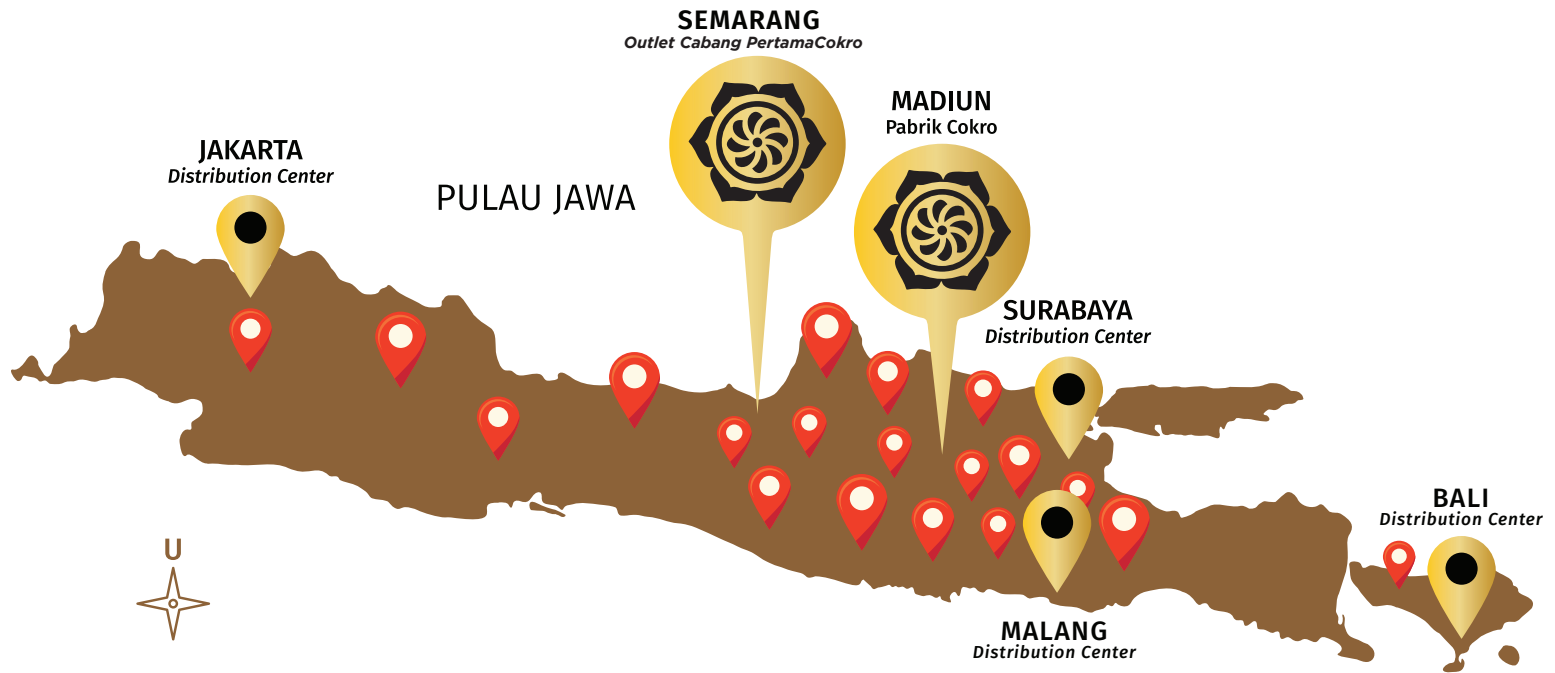 SEMARANG
Outlet Cabang PertamaCokro
MADIUN
Pabrik Cokro
JAKARTA
Distribution Center
PULAU JAWA
SURABAYA
Distribution Center
BALI
Distribution Center
U
MALANG
Distribution Center